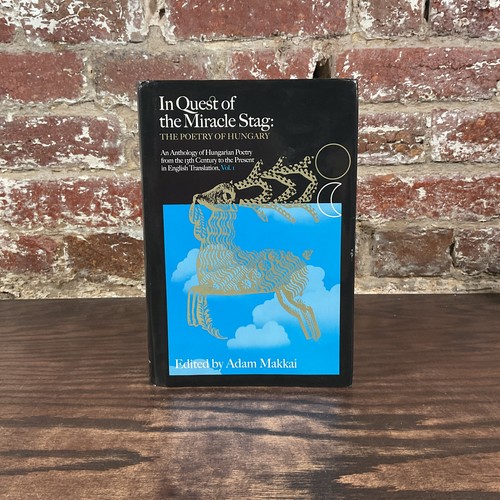 In Quest of
the Miracle Stag:
THE POETRY OF HUNGARY
An Anthology of Hungarian Poetry
from the 13th Century to the Present
in English Translation, Vol. 1
Edited by Adam Makkai